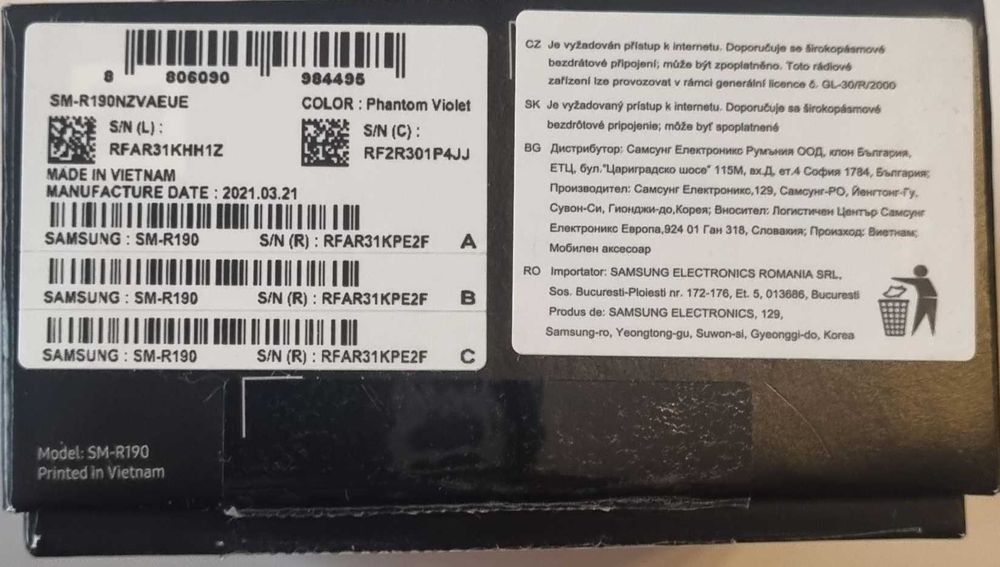 8 806090 984495
SM-R190NZVAEUE
COLOR : Phantom Violet
S/N (L) :
RFAR31KHH1Z
S/N (C) :
RF2R301P4JJ
MADE IN VIETNAM
MANUFACTURE DATE : 2021.03.21
SAMSUNG : SM-R190 S/N (R) : RFAR31KPE2F A
SAMSUNG : SM-R190 S/N (R) : RFAR31KPE2F B
SAMSUNG : SM-R190 S/N (R) : RFAR31KPE2F C
Model: SM-R190
Printed in Vietnam
CZ Je vyžadován přístup k internetu. Doporučuje se širokopásmové
bezdrátové připojení; může být zpoplatněno. Toto rádiové
zařízení lze provozovat v rámci generální licence č. GL-30/R/2000
SK Je vyžadovaný prístup k internetu. Doporučuje sa širokopásmové
bezdrôtové pripojenie; môže byť spoplatnené
BG Дистрибутор: Самсунг Електроникс Румъния ООД, клон България,
ЕТЦ, бул."Цариградско шосе" 115М, вх.Д, ет.4 София 1784, България;
Производител: Самсунг Електроникс,129, Самсунг-РО, Йенгтонг-Гу,
Сувон-Си, Гионджи-до,Корея; Вносител: Логистичен Център Самсунг
Електроникс Европа,924 01 Гaн 318, Словакия; Произход: Виетнам;
Мобилен аксесоар
RO Importator: SAMSUNG ELECTRONICS ROMANIA SRL,
Sos. Bucuresti-Ploiesti nr. 172-176, Et. 5, 013686, Bucuresti
Produs de: SAMSUNG ELECTRONICS, 129,
Samsung-ro, Yeongtong-gu, Suwon-si, Gyeonggi-do, Korea